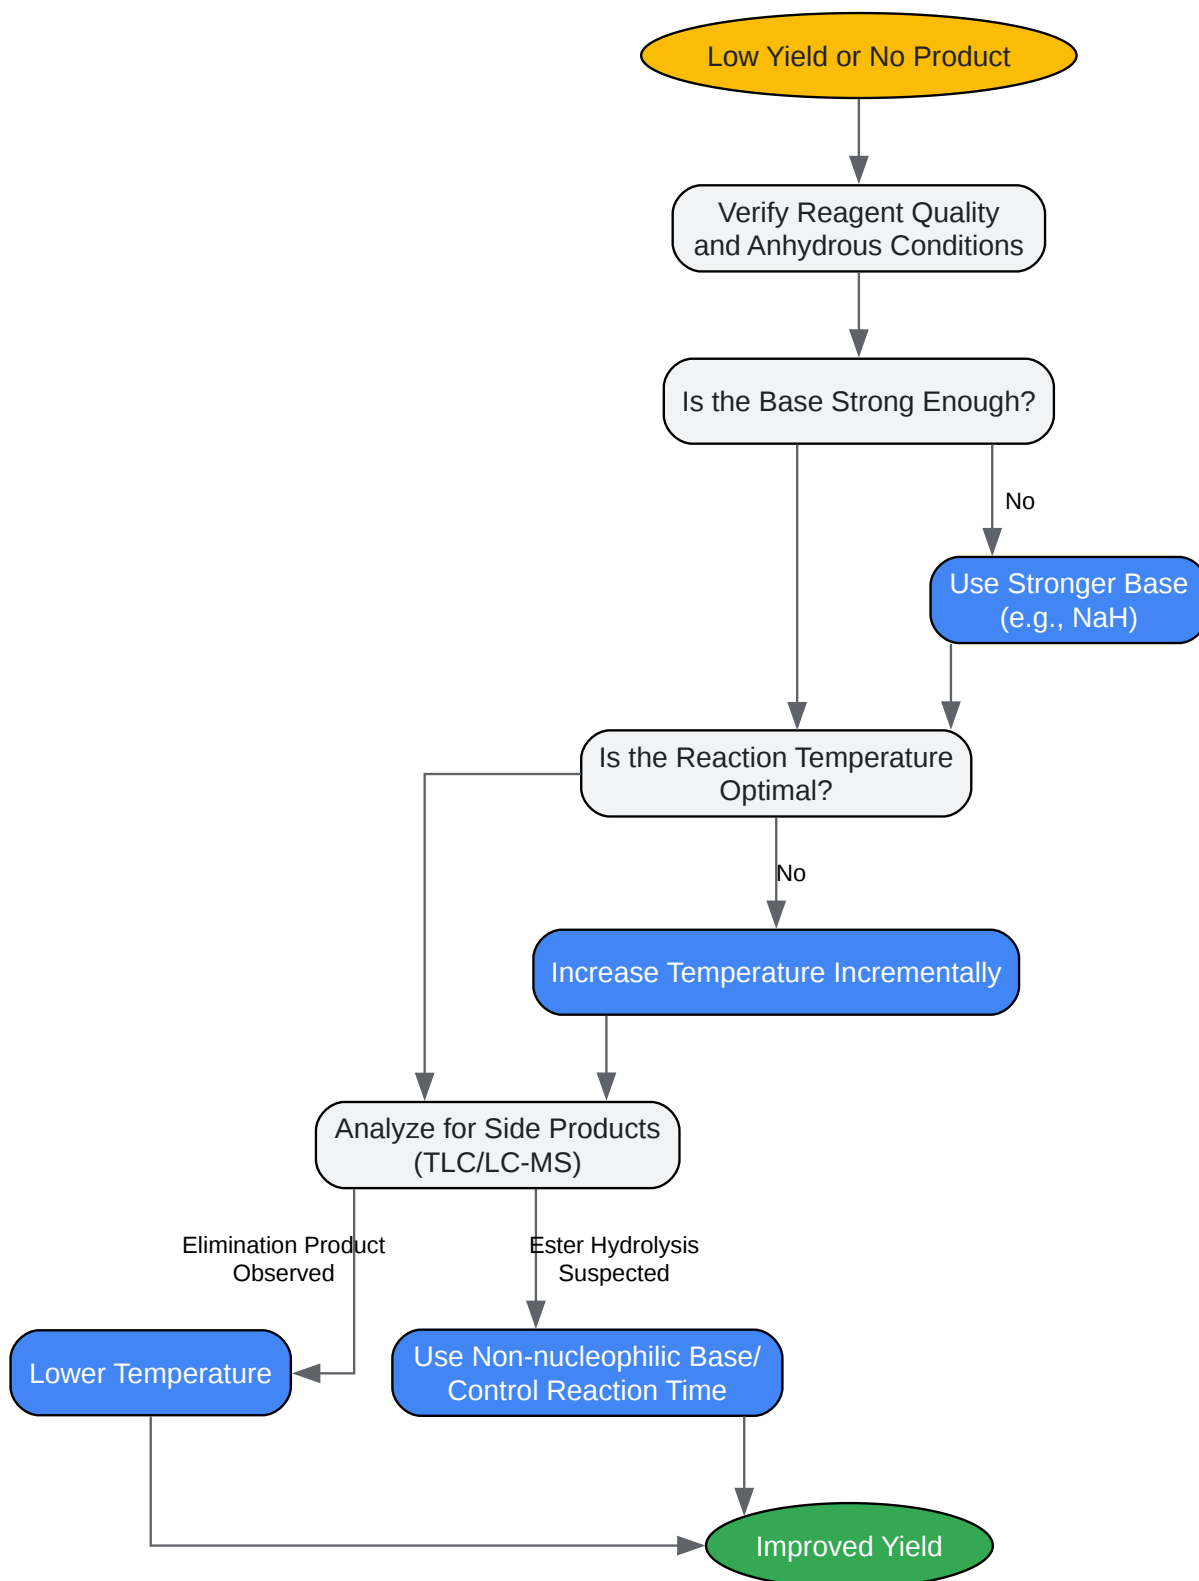 Low Yield or No Product
Verify Reagent Quality
and Anhydrous Conditions
Is the Base Strong Enough?
No
Use Stronger Base
(e.g., NaH)
Is the Reaction Temperature
Optimal?
No
Increase Temperature Incrementally
Analyze for Side Products
(TLC/LC-MS)
Elimination Product
Observed
Ester Hydrolysis
Suspected
Lower Temperature
Use Non-nucleophilic Base/
Control Reaction Time
Improved Yield